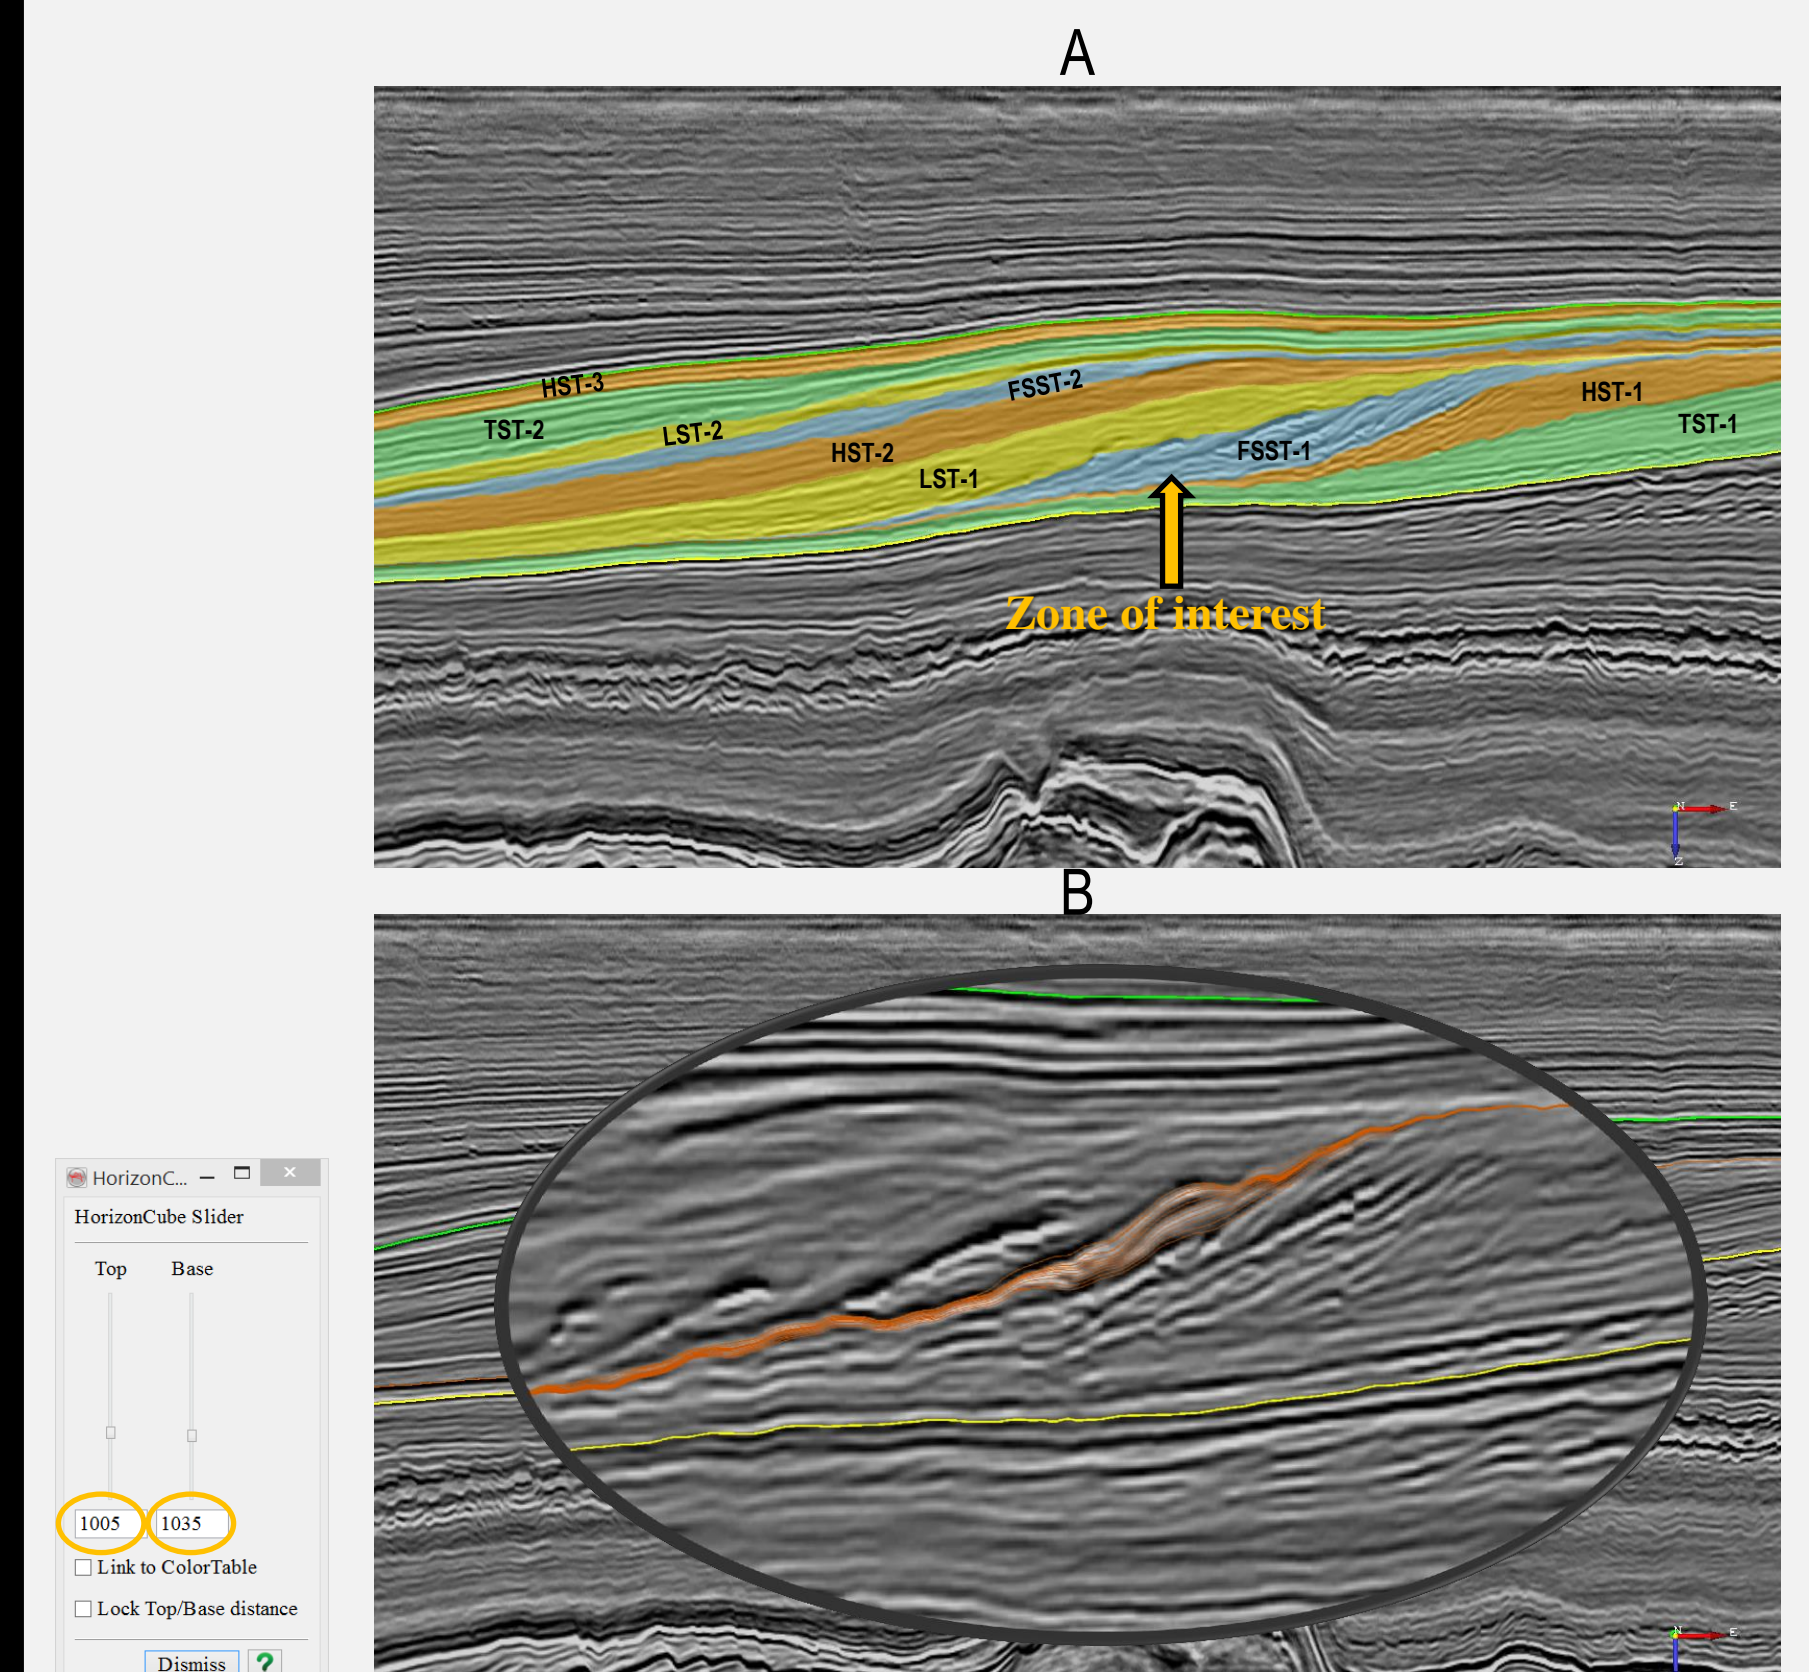 A
HST-3
TST-2
LST-2
FSST-2
HST-2
LST-1
FSST-1
HST-1
TST-1
Zone of interest
N E
Z
B
HorizonC...
HorizonCube Slider
Top Base
1005 1035
Link to ColorTable
Lock Top/Base distance
Dismiss ?
N E